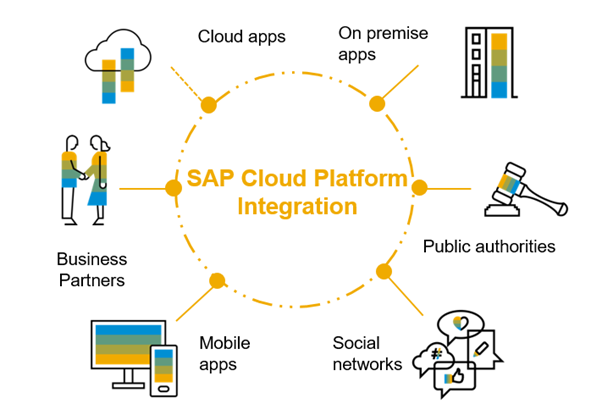 Cloud apps
On premise
apps
SAP Cloud Platform
Integration
Business
Partners
Public authorities
Mobile
apps
Social
networks
#